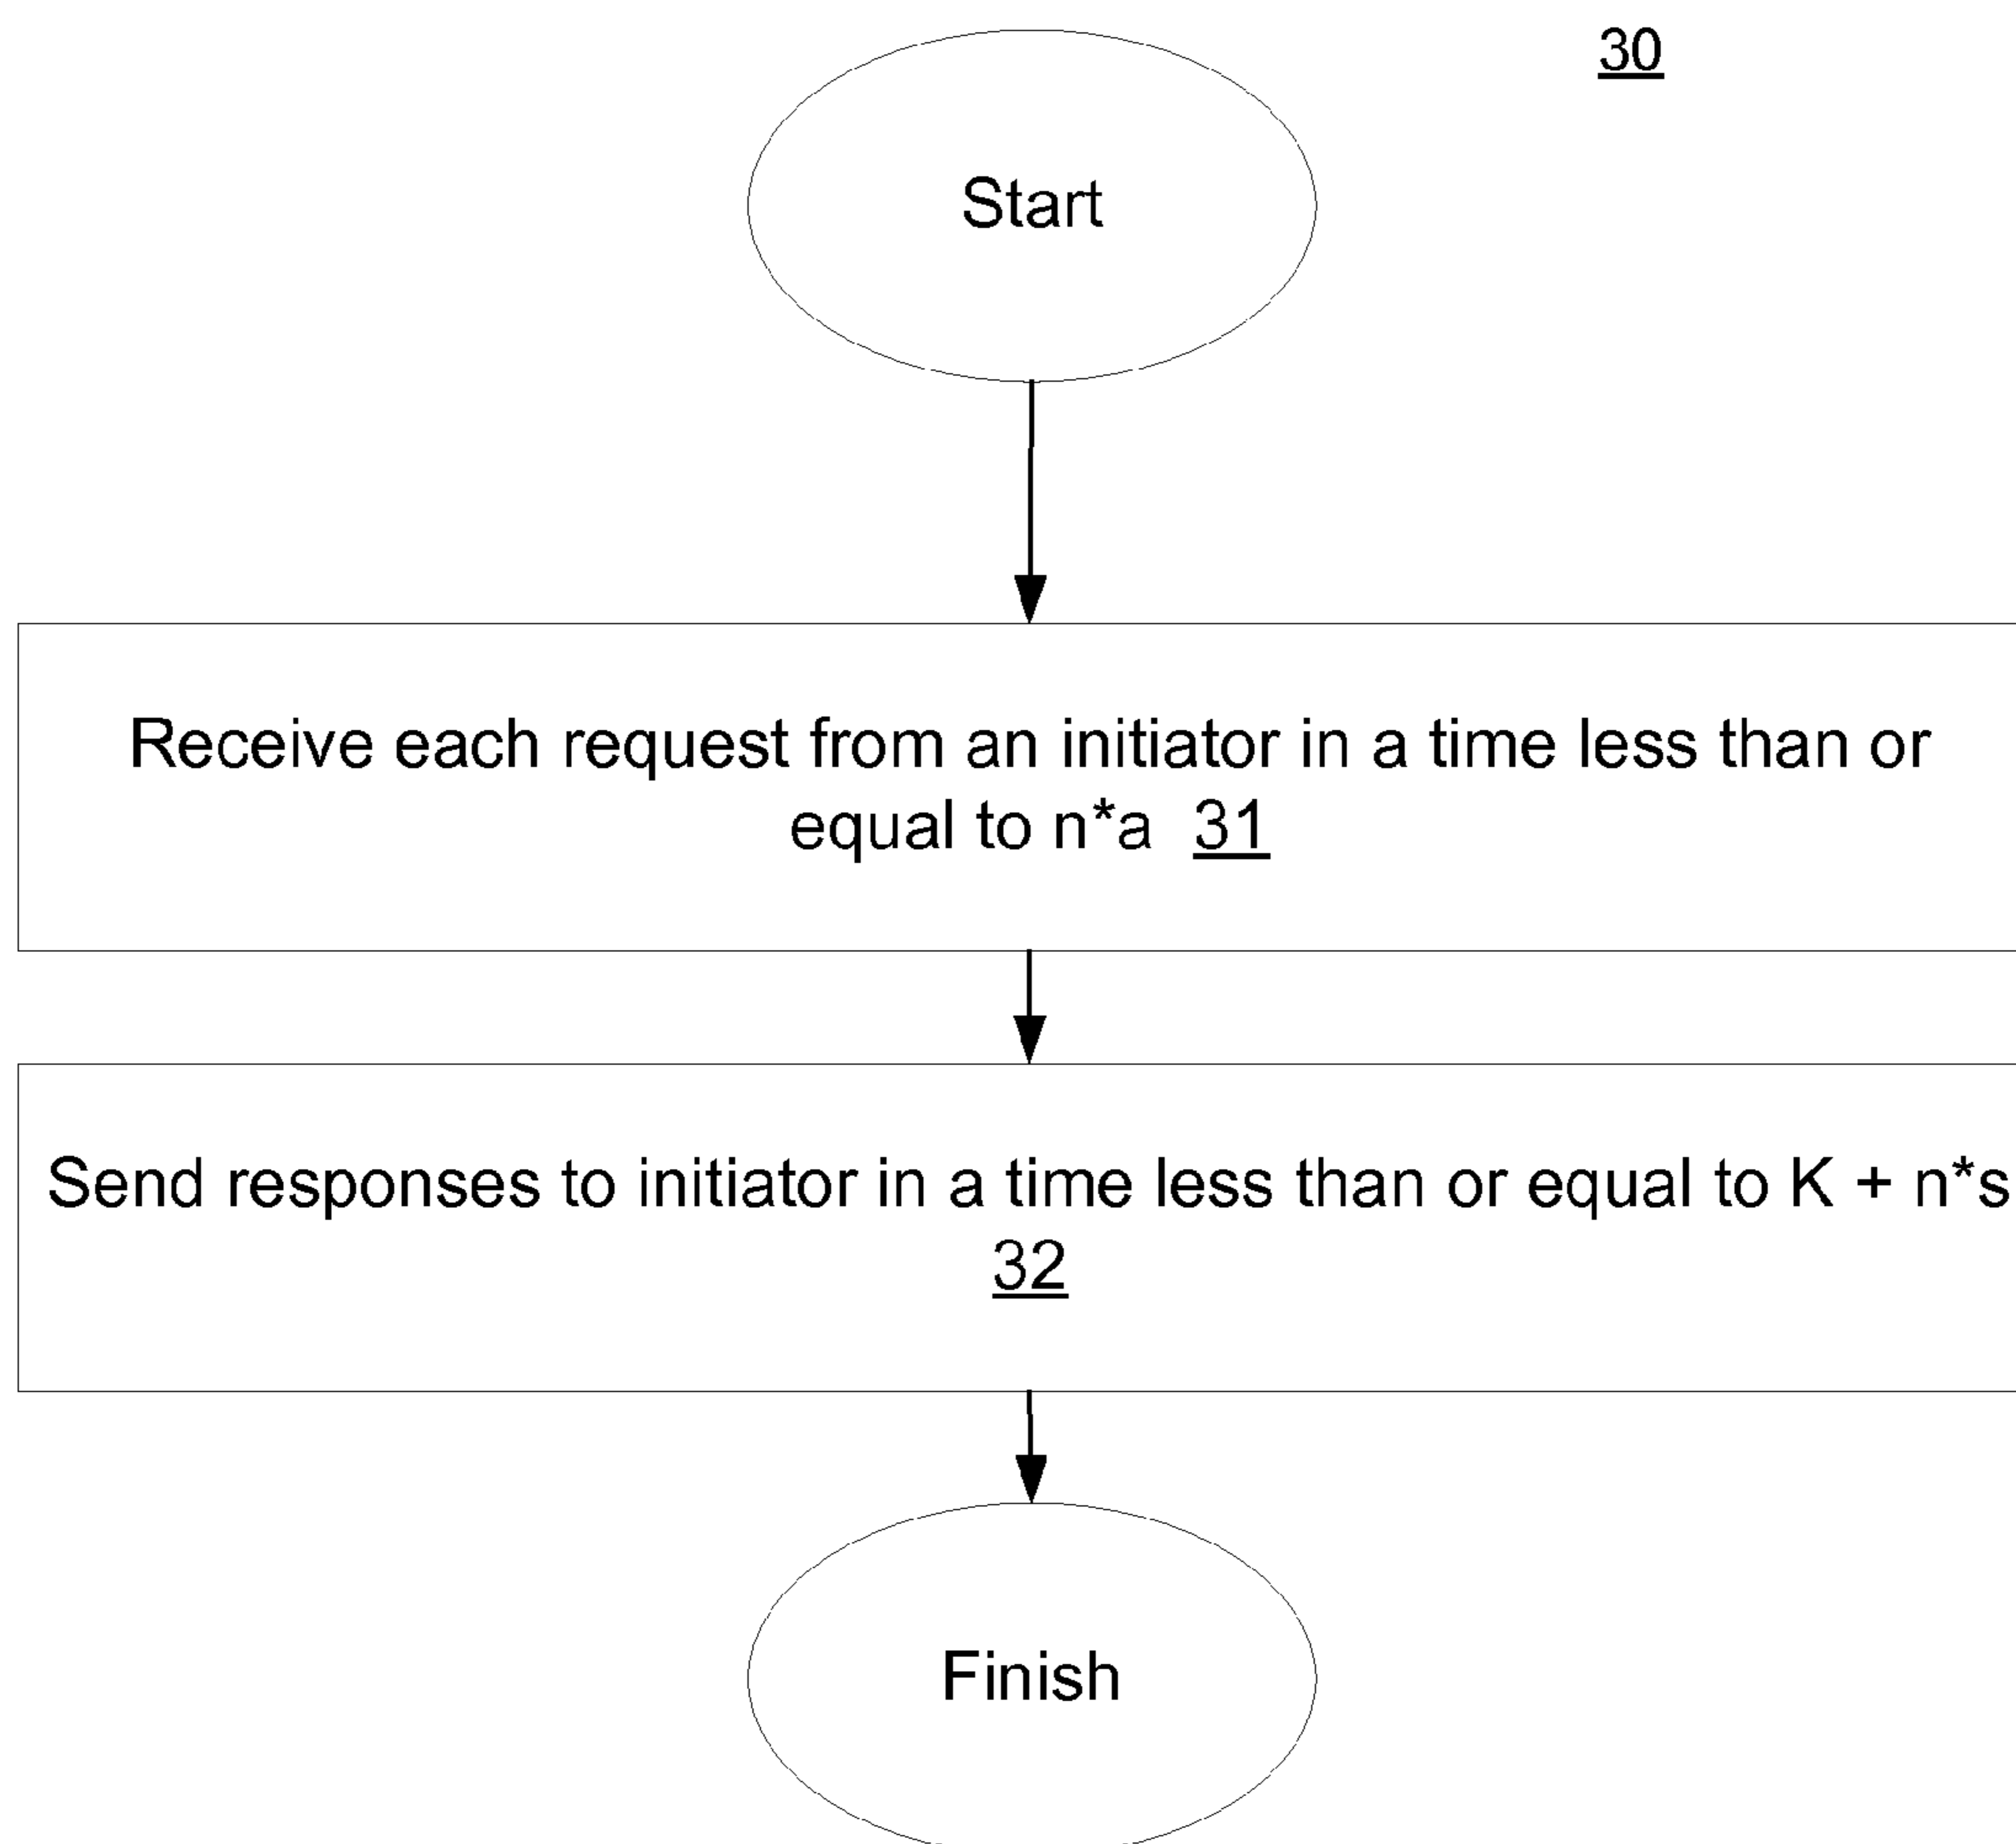 30
Start
Receive each request from an initiator in a time less than or
equal to n*a 31
Send responses to initiator in a time less than or equal to K + n*s
32
Finish